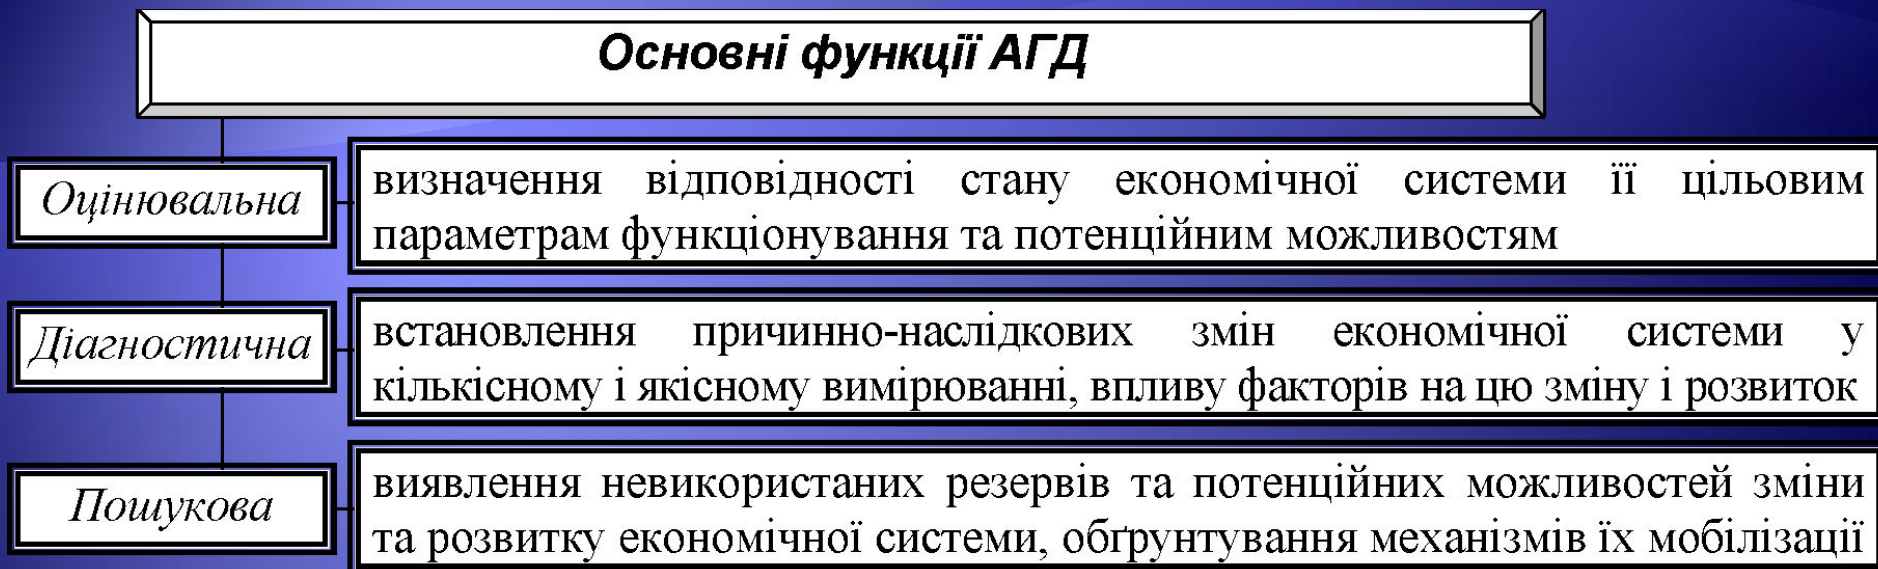 Основні функції АГД
Оцінювальна
визначення відповідності стану економічної системи її цільовим
параметрам функціонування та потенційним можливостям
Діагностична
встановлення причинно-наслідкових змін економічної системи у
кількісному і якісному вимірюванні, впливу факторів на цю зміну і розвиток
Пошукова
виявлення невикористаних резервів та потенційних можливостей зміни
та розвитку економічної системи, обґрунтування механізмів їх мобілізації